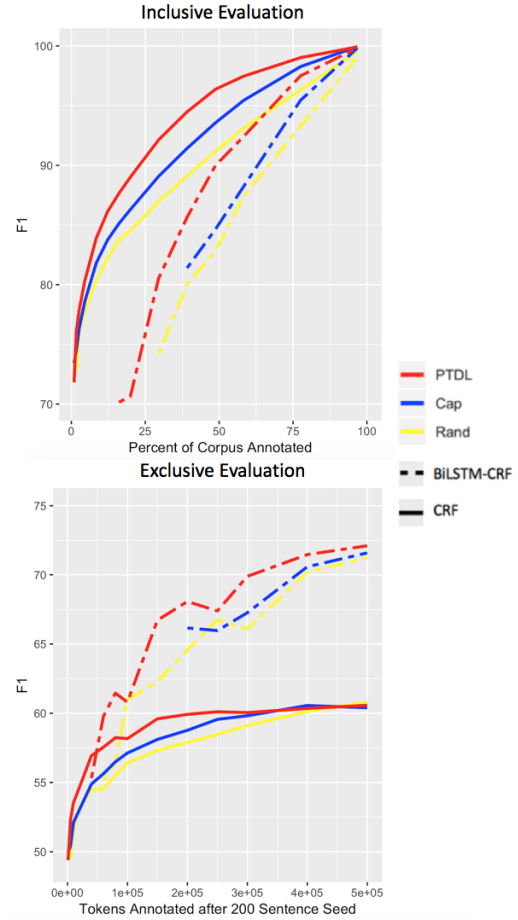 Inclusive Evaluation
100
90
80
70
F1
0 25 50 75 100
Percent of Corpus Annotated
PTDL
Cap
Rand
BiLSTM-CRF
CRF
Exclusive Evaluation
75
70
65
60
55
50
F1
0e+00 1e+05 2e+05 3e+05 4e+05 5e+05
Tokens Annotated after 200 Sentence Seed